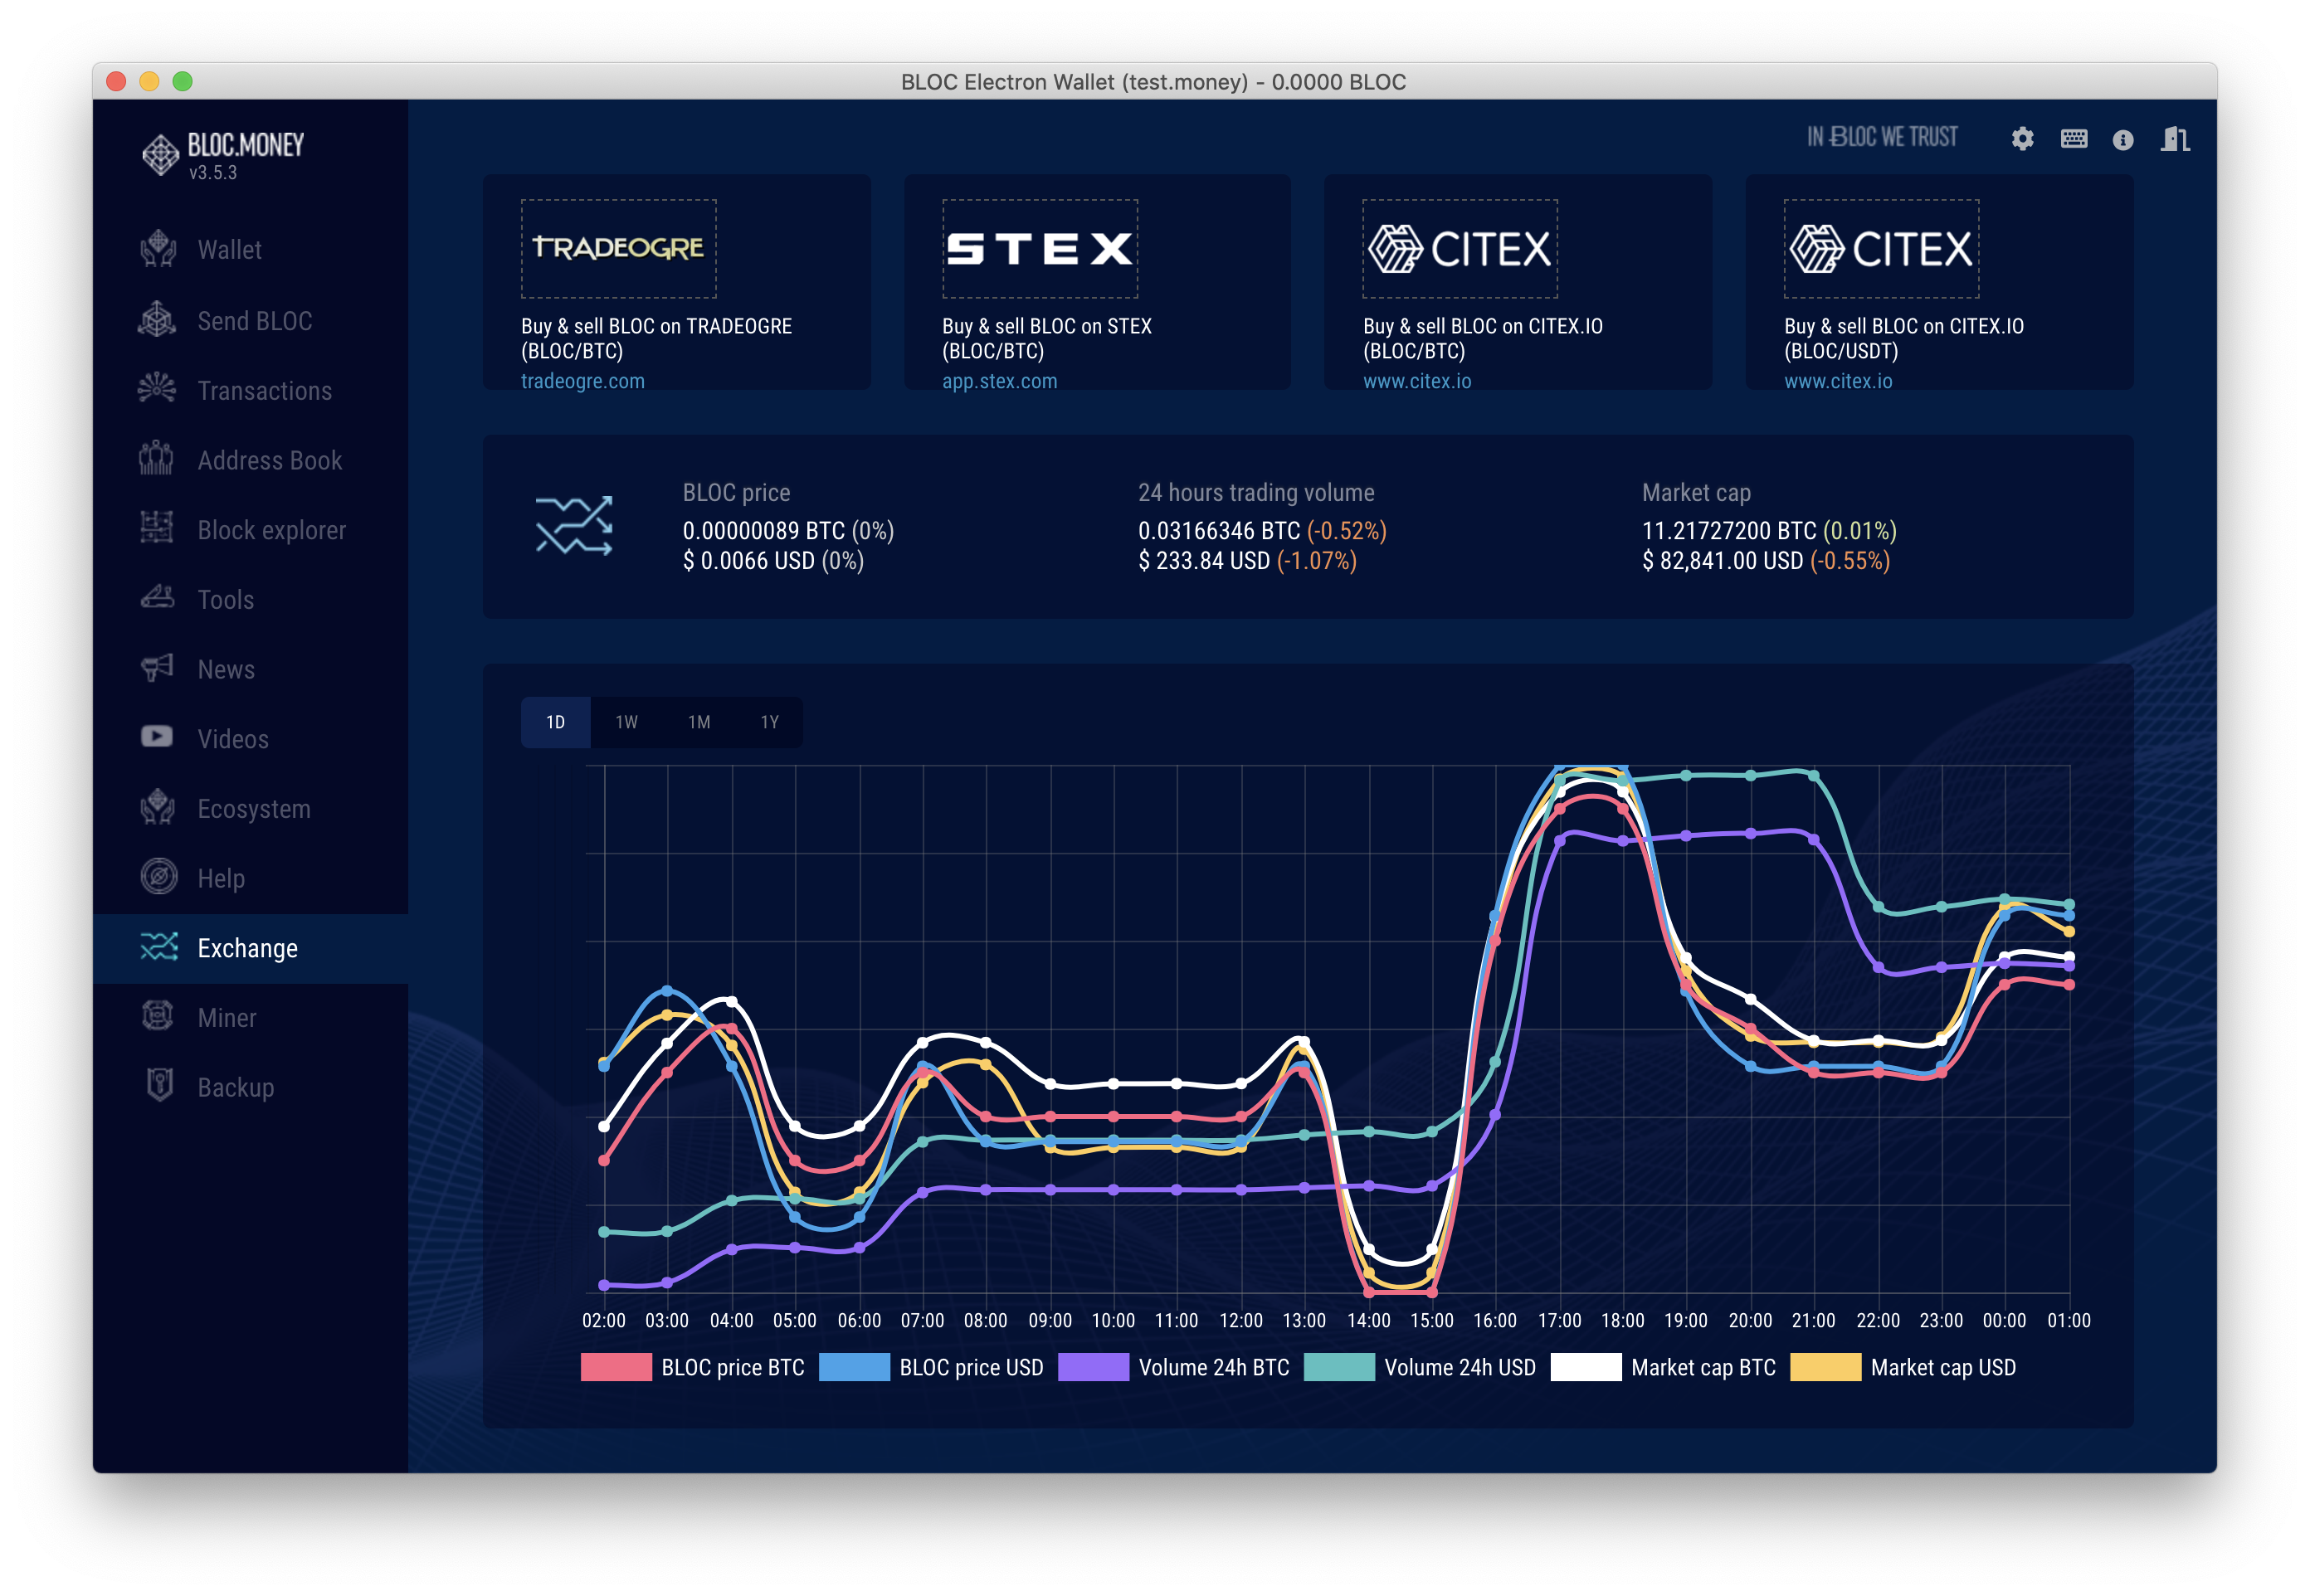 BLOC Electron Wallet (test.money) - 0.0000 BLOC
BLOC.MONEY
v3.5.3
IN BLOC WE TRUST
Wallet
Send BLOC
Transactions
Address Book
Block explorer
Tools
News
Videos
Ecosystem
Help
Exchange
Miner
Backup
TRADEOGRE
Buy & sell BLOC on TRADEOGRE
(BLOC/BTC)
tradeogre.com
STEX
Buy & sell BLOC on STEX
(BLOC/BTC)
app.stex.com
CITEX
Buy & sell BLOC on CITEX.IO
(BLOC/BTC)
www.citex.io
CITEX
Buy & sell BLOC on CITEX.IO
(BLOC/USDT)
www.citex.io
BLOC price
0.00000089 BTC (0%)
$ 0.0066 USD (0%)
24 hours trading volume
0.03166346 BTC (-0.52%)
$ 233.84 USD (-1.07%)
Market cap
11.21727200 BTC (0.01%)
$ 82,841.00 USD (-0.55%)
1D 1W 1M 1Y
02:00 03:00 04:00 05:00 06:00 07:00 08:00 09:00 10:00 11:00 12:00 13:00 14:00 15:00 16:00 17:00 18:00 19:00 20:00 21:00 22:00 23:00 00:00 01:00
BLOC price BTC BLOC price USD Volume 24h BTC Volume 24h USD Market cap BTC Market cap USD